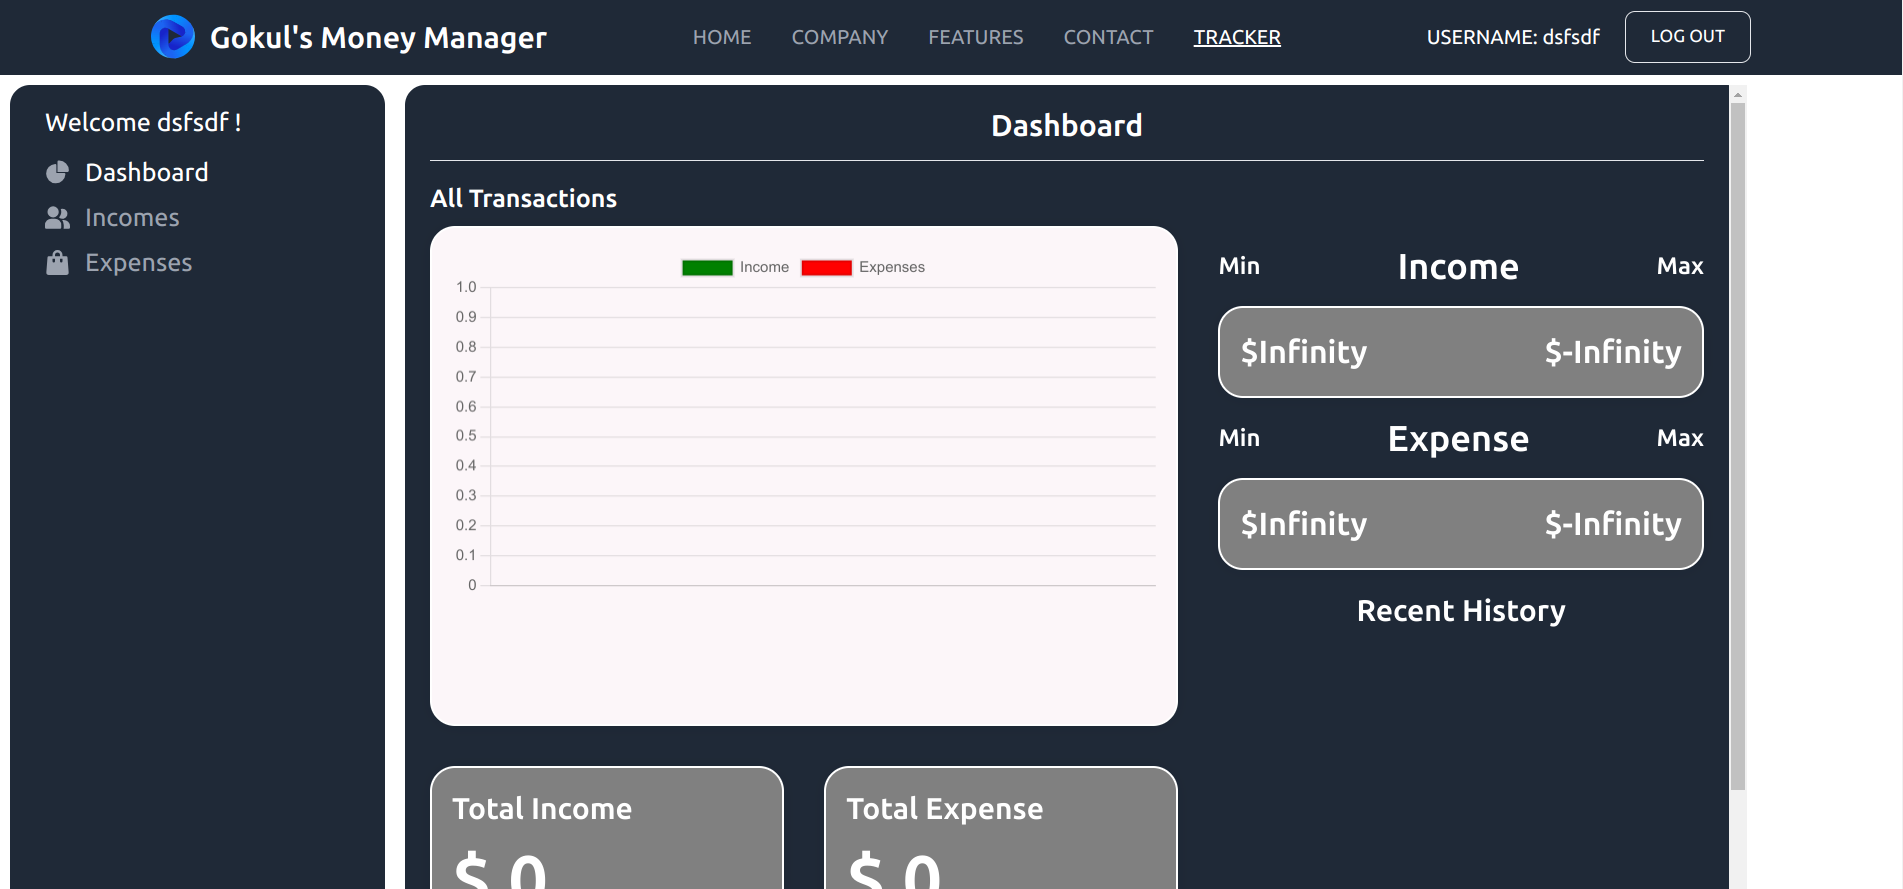 Gokul's Money Manager
HOME COMPANY FEATURES CONTACT TRACKER
USERNAME: dsfsdf
LOG OUT
Welcome dsfsdf !
Dashboard
Incomes
Expenses
Dashboard
All Transactions
Income Expenses
1.0
0.9
0.8
0.7
0.6
0.5
0.4
0.3
0.2
0.1
0
Min Income Max
$Infinity $-Infinity
Min Expense Max
$Infinity $-Infinity
Recent History
Total Income
$ 0
Total Expense
$ 0